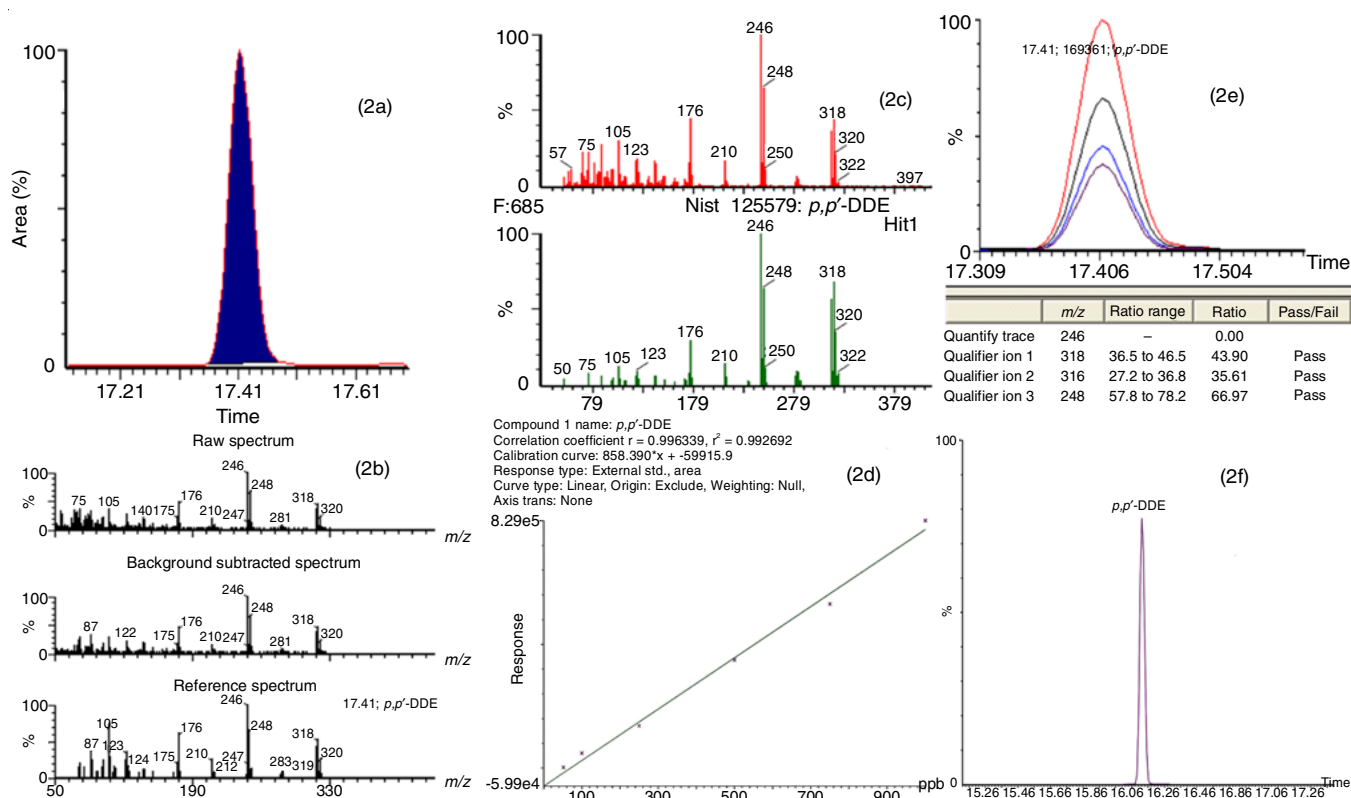 100
Area (%)
0
(2a)
17.21 17.41 17.61
Time
Raw spectrum
(2b)
100
%
0
75 105 140 175 176 210 246 247 248 281 318 320
m/z
Background subtracted spectrum
100
%
0
87 122 175 176 210 246 247 248 281 318 320
m/z
Reference spectrum
17.41; p,p′-DDE
100
%
0
87 105 123 124 175 176 210 212 246 247 248 283 318 319 320
50 190 330
m/z
(2c)
100
%
0
57 75 105 123 176 210 246 248 250 318 320 322 397
F:685 Nist 125579: p,p′-DDE
Hit1
100
%
0
50 75 105 123 176 210 246 248 250 318 320 322
79 179 279 379
Compound 1 name: p,p′-DDE
Correlation coefficient r = 0.996339, r² = 0.992692
Calibration curve: 858.390*x + -59915.9
Response type: External std., area
Curve type: Linear, Origin: Exclude, Weighting: Null,
Axis trans: None
(2d)
8.29e5
Response
-5.99e4
100 300 500 700 900 ppb
(2e)
17.41; 169361; p,p′-DDE
100
%
0
17.309 17.406 17.504 Time
m/z Ratio range Ratio Pass/Fail
Quantify trace 246 – 0.00
Qualifier ion 1 318 36.5 to 46.5 43.90 Pass
Qualifier ion 2 316 27.2 to 36.8 35.61 Pass
Qualifier ion 3 248 57.8 to 78.2 66.97 Pass
100
(2f)
p,p′-DDE
%
0
Time
15.26 15.46 15.66 15.86 16.06 16.26 16.46 16.86 17.06 17.26